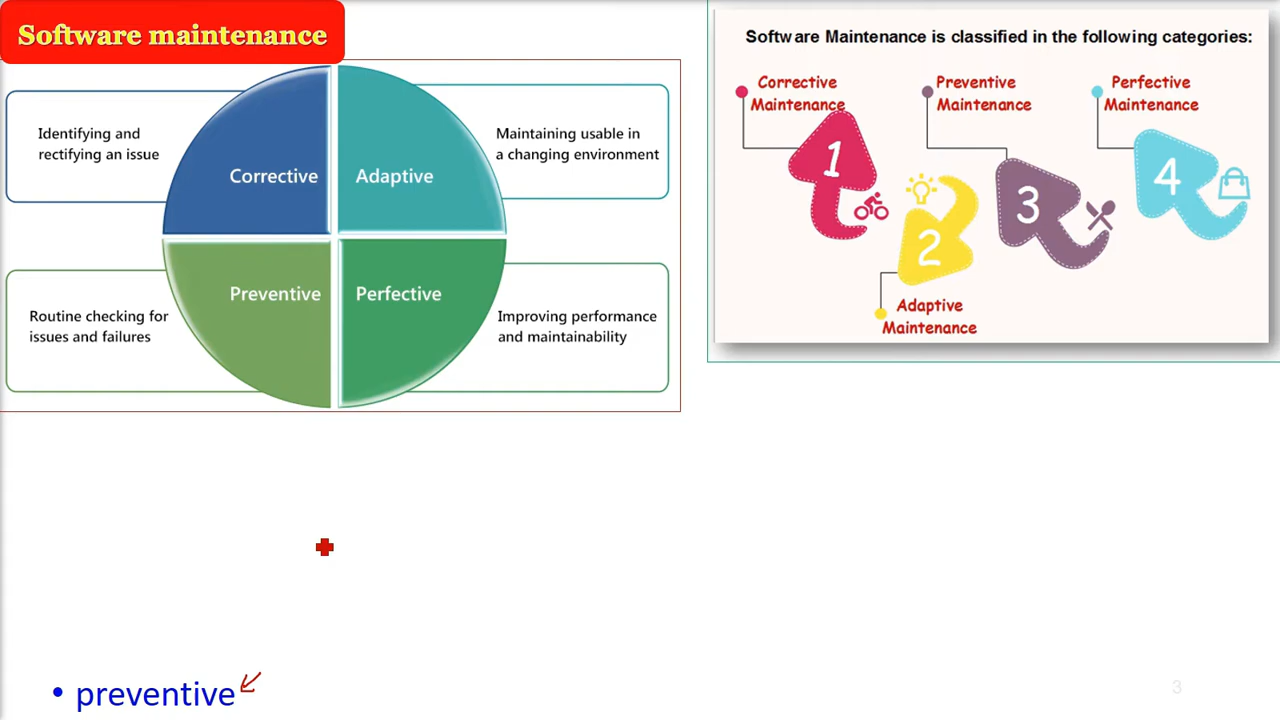 Software maintenance
Identifying and
rectifying an issue
Corrective
Adaptive
Maintaining usable in
a changing environment
Routine checking for
issues and failures
Preventive
Perfective
Improving performance
and maintainability
Software Maintenance is classified in the following categories:
Corrective
Maintenance
Preventive
Maintenance
Perfective
Maintenance
1
2
3
4
Adaptive
Maintenance
• preventive
3